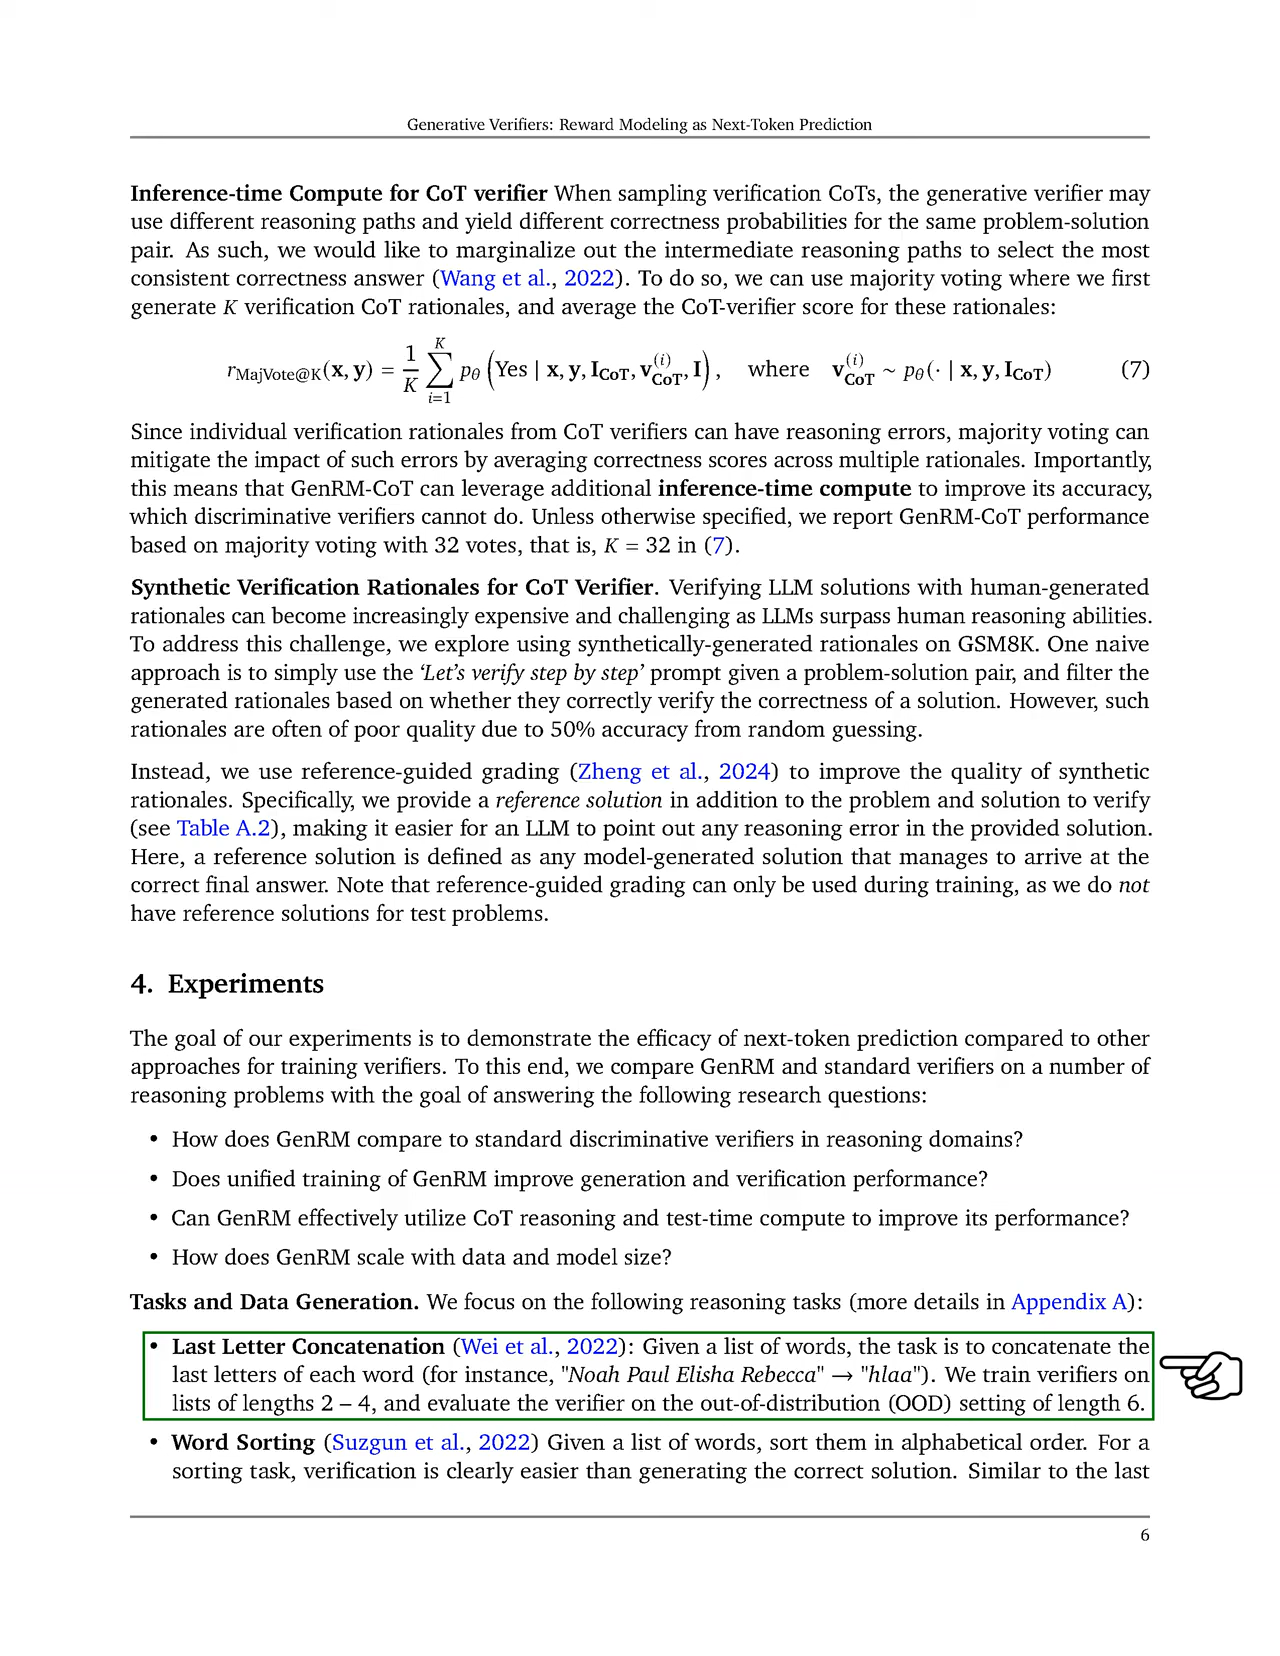 Generative Verifiers: Reward Modeling as Next-Token Prediction
Inference-time Compute for CoT verifier When sampling verification CoTs, the generative verifier may
use different reasoning paths and yield different correctness probabilities for the same problem-solution
pair. As such, we would like to marginalize out the intermediate reasoning paths to select the most
consistent correctness answer (Wang et al., 2022). To do so, we can use majority voting where we first
generate K verification CoT rationales, and average the CoT-verifier score for these rationales:
r_{MajVote@K}(x, y) = \frac{1}{K} \sum_{i=1}^{K} p_θ (Yes | x, y, I_{CoT}, v_{CoT}^{(i)}, I), where v_{CoT}^{(i)} ~ p_θ(· | x, y, I_{CoT}) (7)
Since individual verification rationales from CoT verifiers can have reasoning errors, majority voting can
mitigate the impact of such errors by averaging correctness scores across multiple rationales. Importantly,
this means that GenRM-CoT can leverage additional inference-time compute to improve its accuracy,
which discriminative verifiers cannot do. Unless otherwise specified, we report GenRM-CoT performance
based on majority voting with 32 votes, that is, K = 32 in (7).
Synthetic Verification Rationales for CoT Verifier. Verifying LLM solutions with human-generated
rationales can become increasingly expensive and challenging as LLMs surpass human reasoning abilities.
To address this challenge, we explore using synthetically-generated rationales on GSM8K. One naive
approach is to simply use the ‘Let’s verify step by step’ prompt given a problem-solution pair, and filter the
generated rationales based on whether they correctly verify the correctness of a solution. However, such
rationales are often of poor quality due to 50% accuracy from random guessing.
Instead, we use reference-guided grading (Zheng et al., 2024) to improve the quality of synthetic
rationales. Specifically, we provide a reference solution in addition to the problem and solution to verify
(see Table A.2), making it easier for an LLM to point out any reasoning error in the provided solution.
Here, a reference solution is defined as any model-generated solution that manages to arrive at the
correct final answer. Note that reference-guided grading can only be used during training, as we do not
have reference solutions for test problems.
4. Experiments
The goal of our experiments is to demonstrate the efficacy of next-token prediction compared to other
approaches for training verifiers. To this end, we compare GenRM and standard verifiers on a number of
reasoning problems with the goal of answering the following research questions:
• How does GenRM compare to standard discriminative verifiers in reasoning domains?
• Does unified training of GenRM improve generation and verification performance?
• Can GenRM effectively utilize CoT reasoning and test-time compute to improve its performance?
• How does GenRM scale with data and model size?
Tasks and Data Generation. We focus on the following reasoning tasks (more details in Appendix A):
• Last Letter Concatenation (Wei et al., 2022): Given a list of words, the task is to concatenate the
last letters of each word (for instance, "Noah Paul Elisha Rebecca" → "hlaa"). We train verifiers on
lists of lengths 2 – 4, and evaluate the verifier on the out-of-distribution (OOD) setting of length 6.
• Word Sorting (Suzgun et al., 2022) Given a list of words, sort them in alphabetical order. For a
sorting task, verification is clearly easier than generating the correct solution. Similar to the last
6